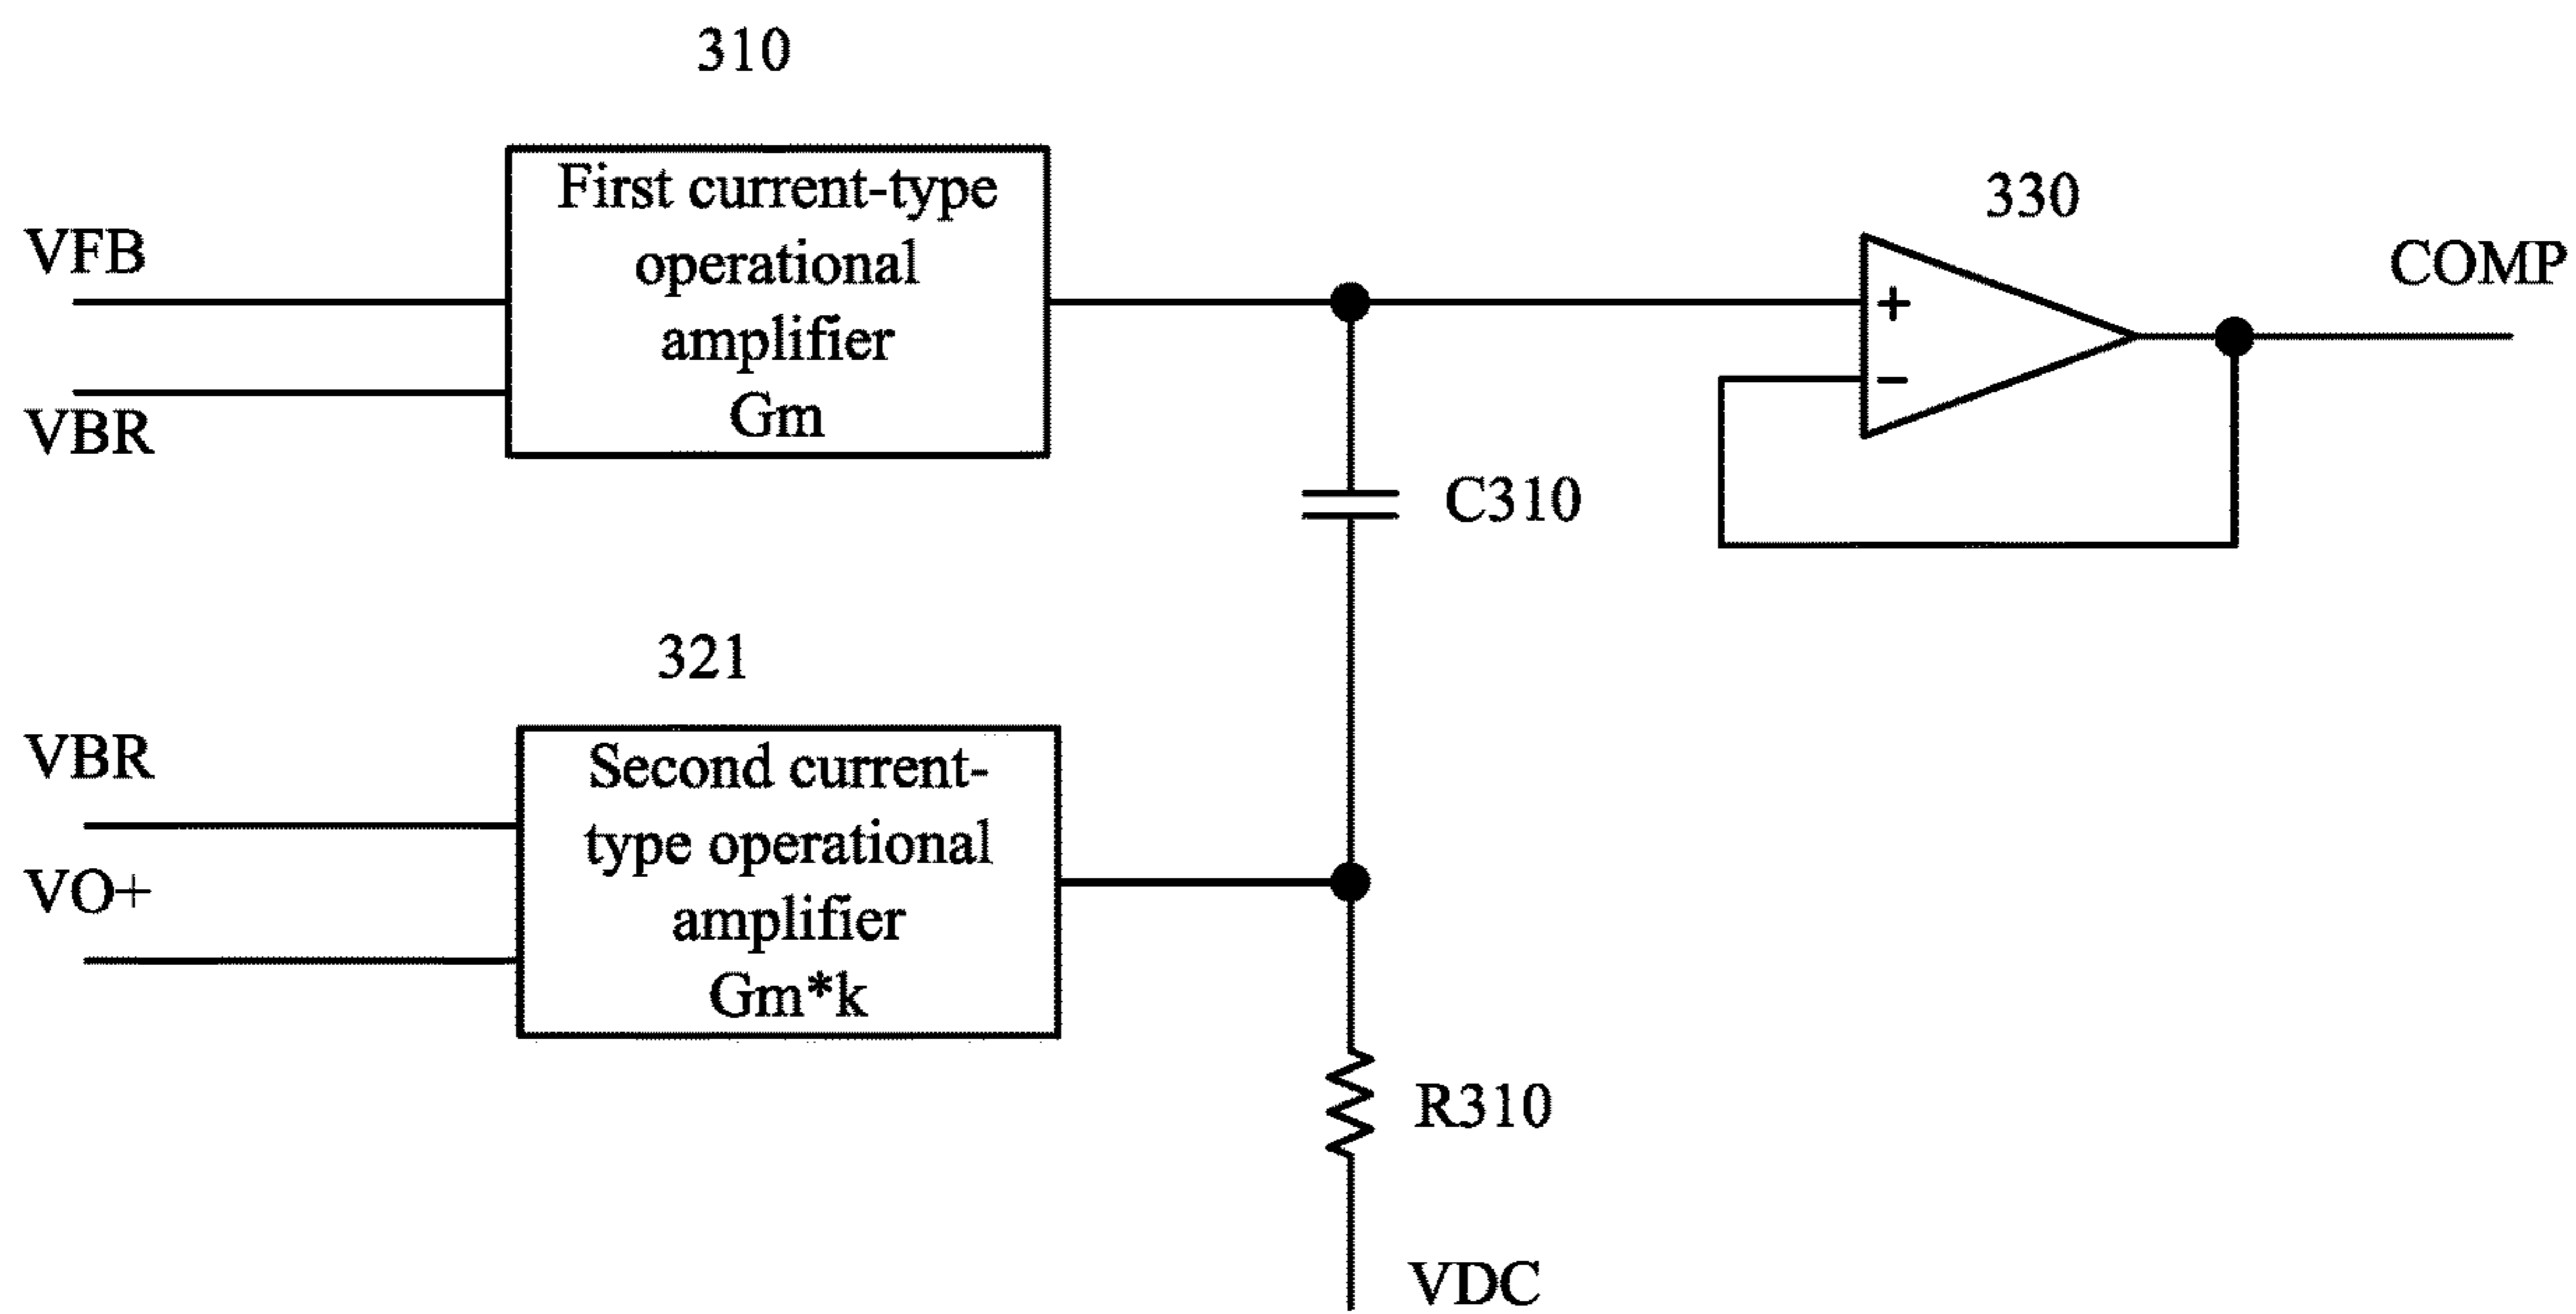 310
First current-type
operational
amplifier
Gm
VFB
VBR
330
+
−
COMP
C310
321
Second current-
type operational
amplifier
Gm*k
VBR
VO+
R310
VDC